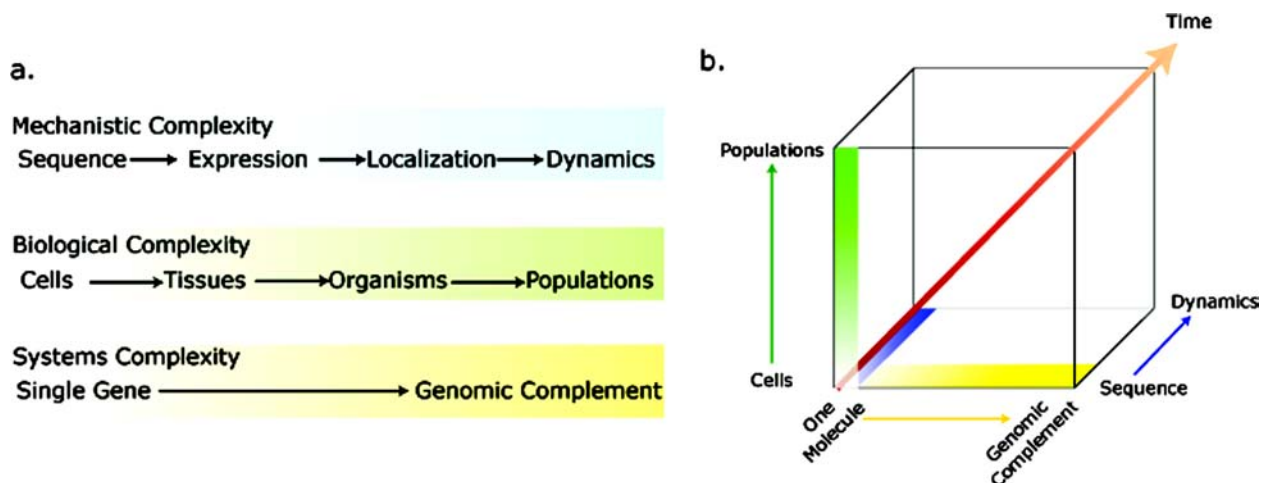 a.
Mechanistic Complexity
Sequence Expression Localization Dynamics
Biological Complexity
Cells Tissues Organisms Populations
Systems Complexity
Single Gene Genomic Complement
b.
Time
Populations
Cells
Dynamics
Sequence
One
Molecule
Genomic
Complement